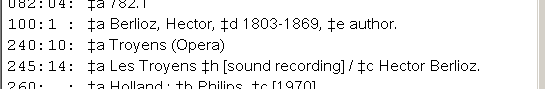 082:04: ‡a 782.1
100:1 : ‡a Berlioz, Hector, ‡d 1803-1869, ‡e author.
240:10: ‡a Troyens (Opera)
245:14: ‡a Les Troyens ‡h [sound recording] / ‡c Hector Berlioz.
260: : ‡a Holland : ‡b Philips, ‡c [1970]